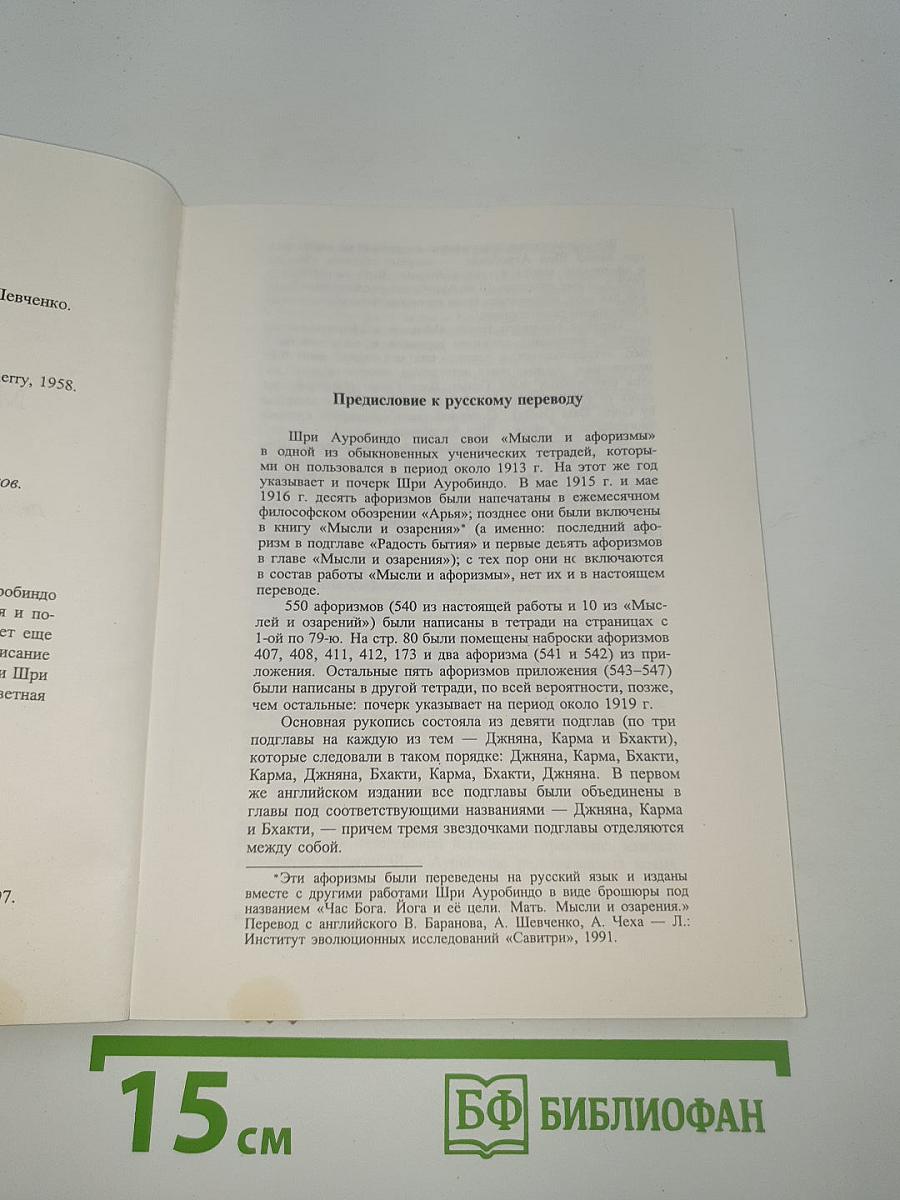 Шевченко.
erry, 1958.
ков.
робиндо
я и по-
ет еще
исание
и Шри
ветная
97.
Предисловие к русскому переводу
Шри Ауробиндо писал свои «Мысли и афоризмы»
в одной из обыкновенных ученических тетрадей, которы-
ми он пользовался в период около 1913 г. На этот же год
указывает и почерк Шри Ауробиндо. В мае 1915 г. и мае
1916 г. десять афоризмов были напечатаны в ежемесячном
философском обозрении «Арья»; позднее они были включены
в книгу «Мысли и озарения»* (а именно: последний афо-
ризм в подглаве «Радость бытия» и первые девять афоризмов
в главе «Мысли и озарения»); с тех пор они не включаются
в состав работы «Мысли и афоризмы», нет их и в настоящем
переводе.
550 афоризмов (540 из настоящей работы и 10 из «Мыс-
лей и озарений») были написаны в тетради на страницах с
1-ой по 79-ю. На стр. 80 были помещены наброски афоризмов
407, 408, 411, 412, 173 и два афоризма (541 и 542) из при-
ложения. Остальные пять афоризмов приложения (543–547)
были написаны в другой тетради, по всей вероятности, позже,
чем остальные: почерк указывает на период около 1919 г.
Основная рукопись состояла из девяти подглав (по три
подглавы на каждую из тем — Джняна, Карма и Бхакти),
которые следовали в таком порядке: Джняна, Карма, Бхакти,
Карма, Джняна, Бхакти, Карма, Бхакти, Джняна. В первом
же английском издании все подглавы были объединены в
главы под соответствующими названиями — Джняна, Карма
и Бхакти, — причем тремя звездочками подглавы отделяются
между собой.
*Эти афоризмы были переведены на русский язык и изданы
вместе с другими работами Шри Ауробиндо в виде брошюры под
названием «Час Бога. Йога и её цели. Мать. Мысли и озарения.»
Перевод с английского В. Баранова, А. Шевченко, А. Чеха — Л.:
Институт эволюционных исследований «Савитри», 1991.
15 см
БФ БИБЛИОФАН